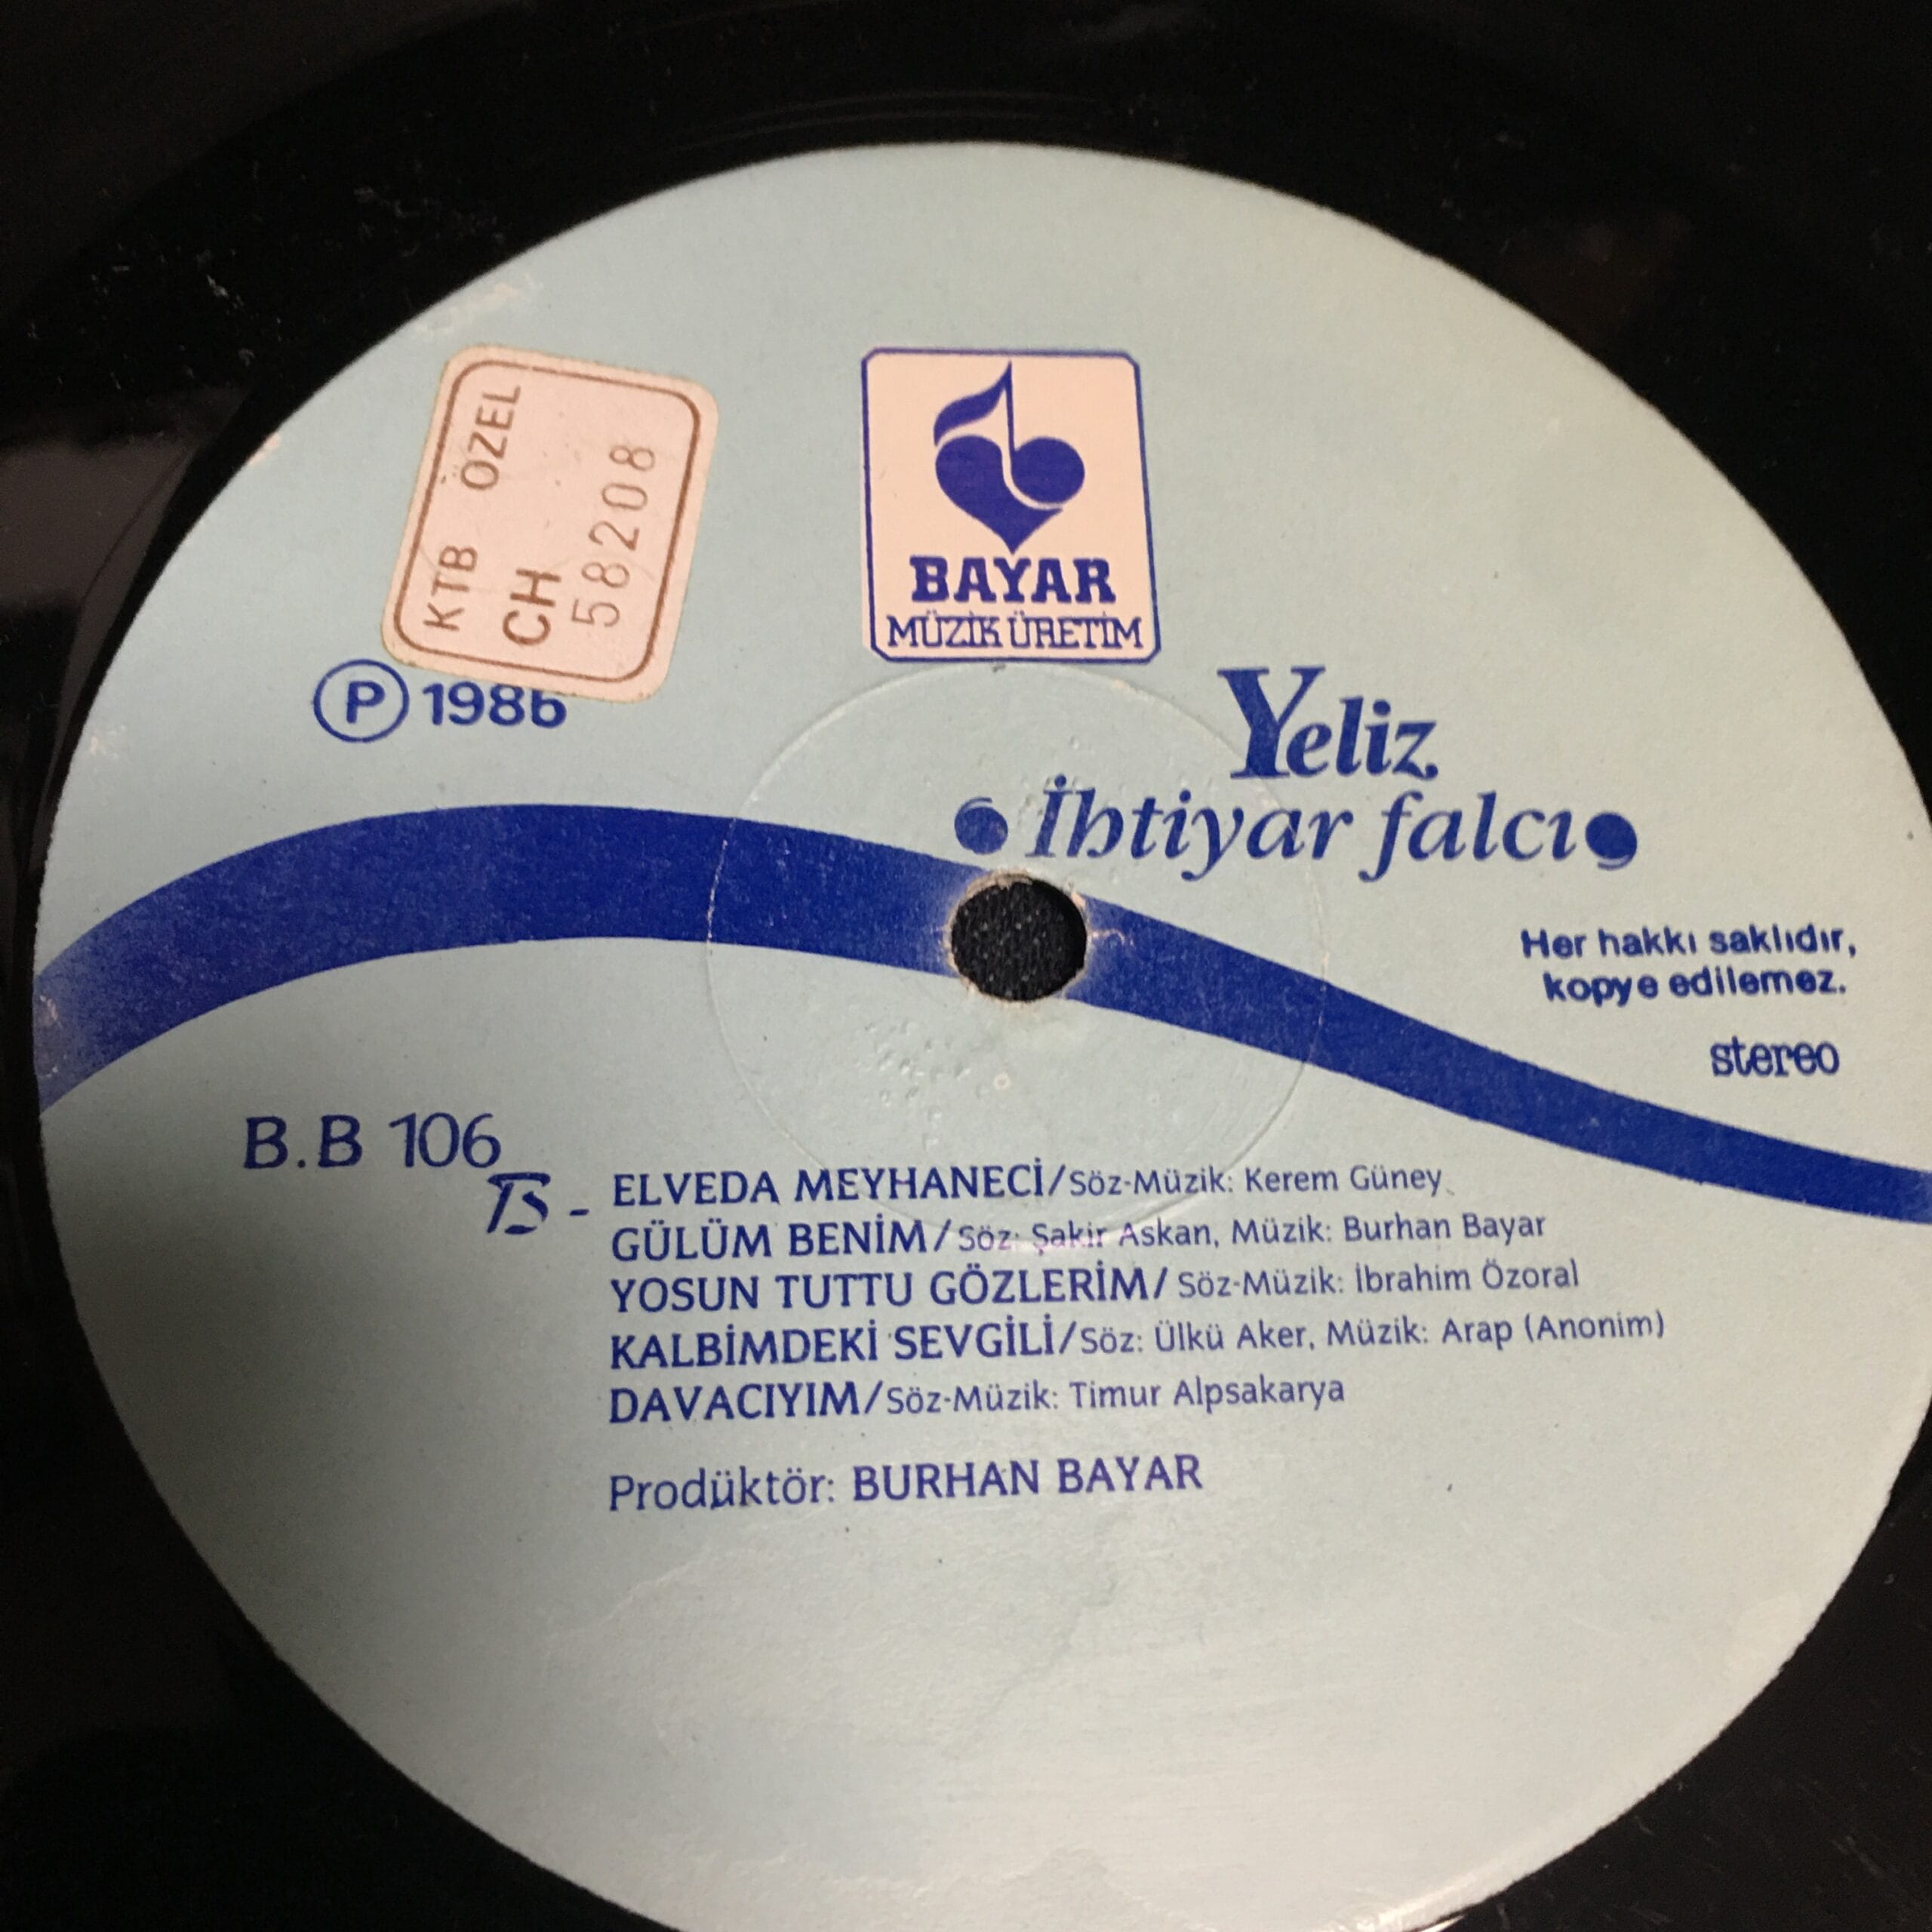 KTB ÖZEL
CH
58208
BAYAR
MÜZİK ÜRETİM
Ⓟ 1986
Yeliz
İhtiyar falcı
Her hakkı saklıdır,
kopye edilemez.
stereo
B.B 106
B - ELVEDA MEYHANECİ/Söz-Müzik: Kerem Güney
GÜLÜM BENİM/Söz: Şakir Askan, Müzik: Burhan Bayar
YOSUN TUTTU GÖZLERİM/ Söz-Müzik: İbrahim Özoral
KALBİMDEKİ SEVGİLİ/Söz: Ülkü Aker, Müzik: Arap (Anonim)
DAVACIYIM/Söz-Müzik: Timur Alpsakarya
Prodüktör: BURHAN BAYAR